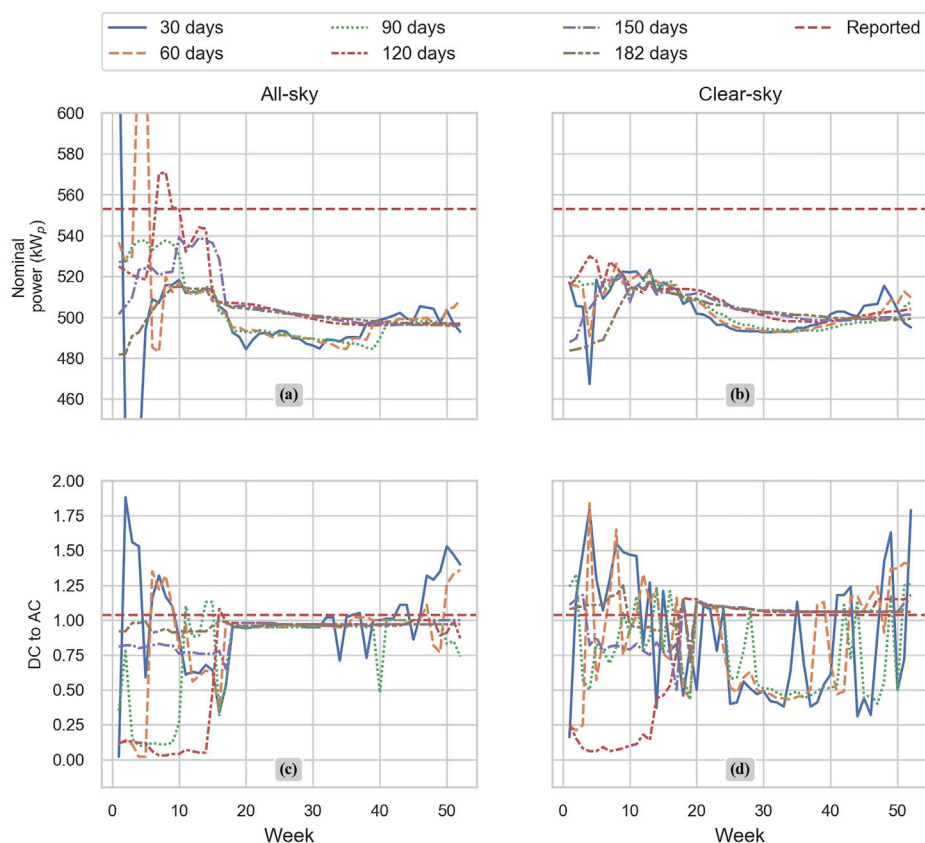 30 days 90 days 150 days Reported
60 days 120 days 182 days
All-sky Clear-sky
600
580
560
540
520
500
480
460
Nominal
power (kWₚ)
(a) (b)
2.00
1.75
1.50
1.25
1.00
0.75
0.50
0.25
0.00
DC to AC
(c) (d)
0 10 20 30 40 50 0 10 20 30 40 50
Week Week